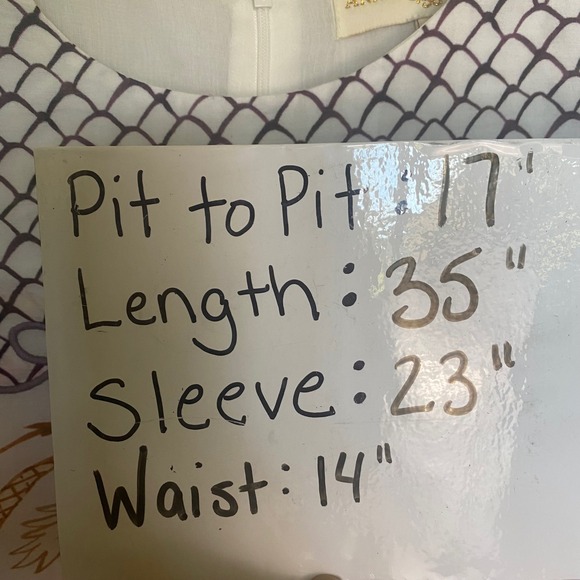 Pit to Pit: 17"
Length: 35"
Sleeve: 23"
Waist: 14"